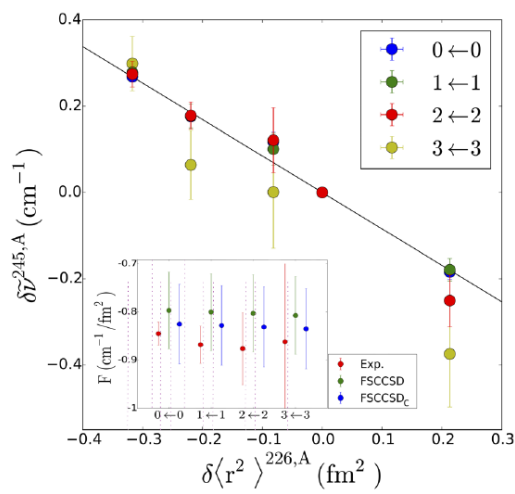 0.4
0.2
0.0
−0.2
−0.4
δν̃²⁴⁵,ᴬ (cm⁻¹)
0←0
1←1
2←2
3←3
-0.7
-0.8
-0.9
-1
F (cm⁻¹/fm²)
0←0 1←1 2←2 3←3
Exp.
FSCCSD
FSCCSD_C
−0.4 −0.3 −0.2 −0.1 0.0 0.1 0.2 0.3
δ⟨r²⟩²²⁶,ᴬ (fm²)